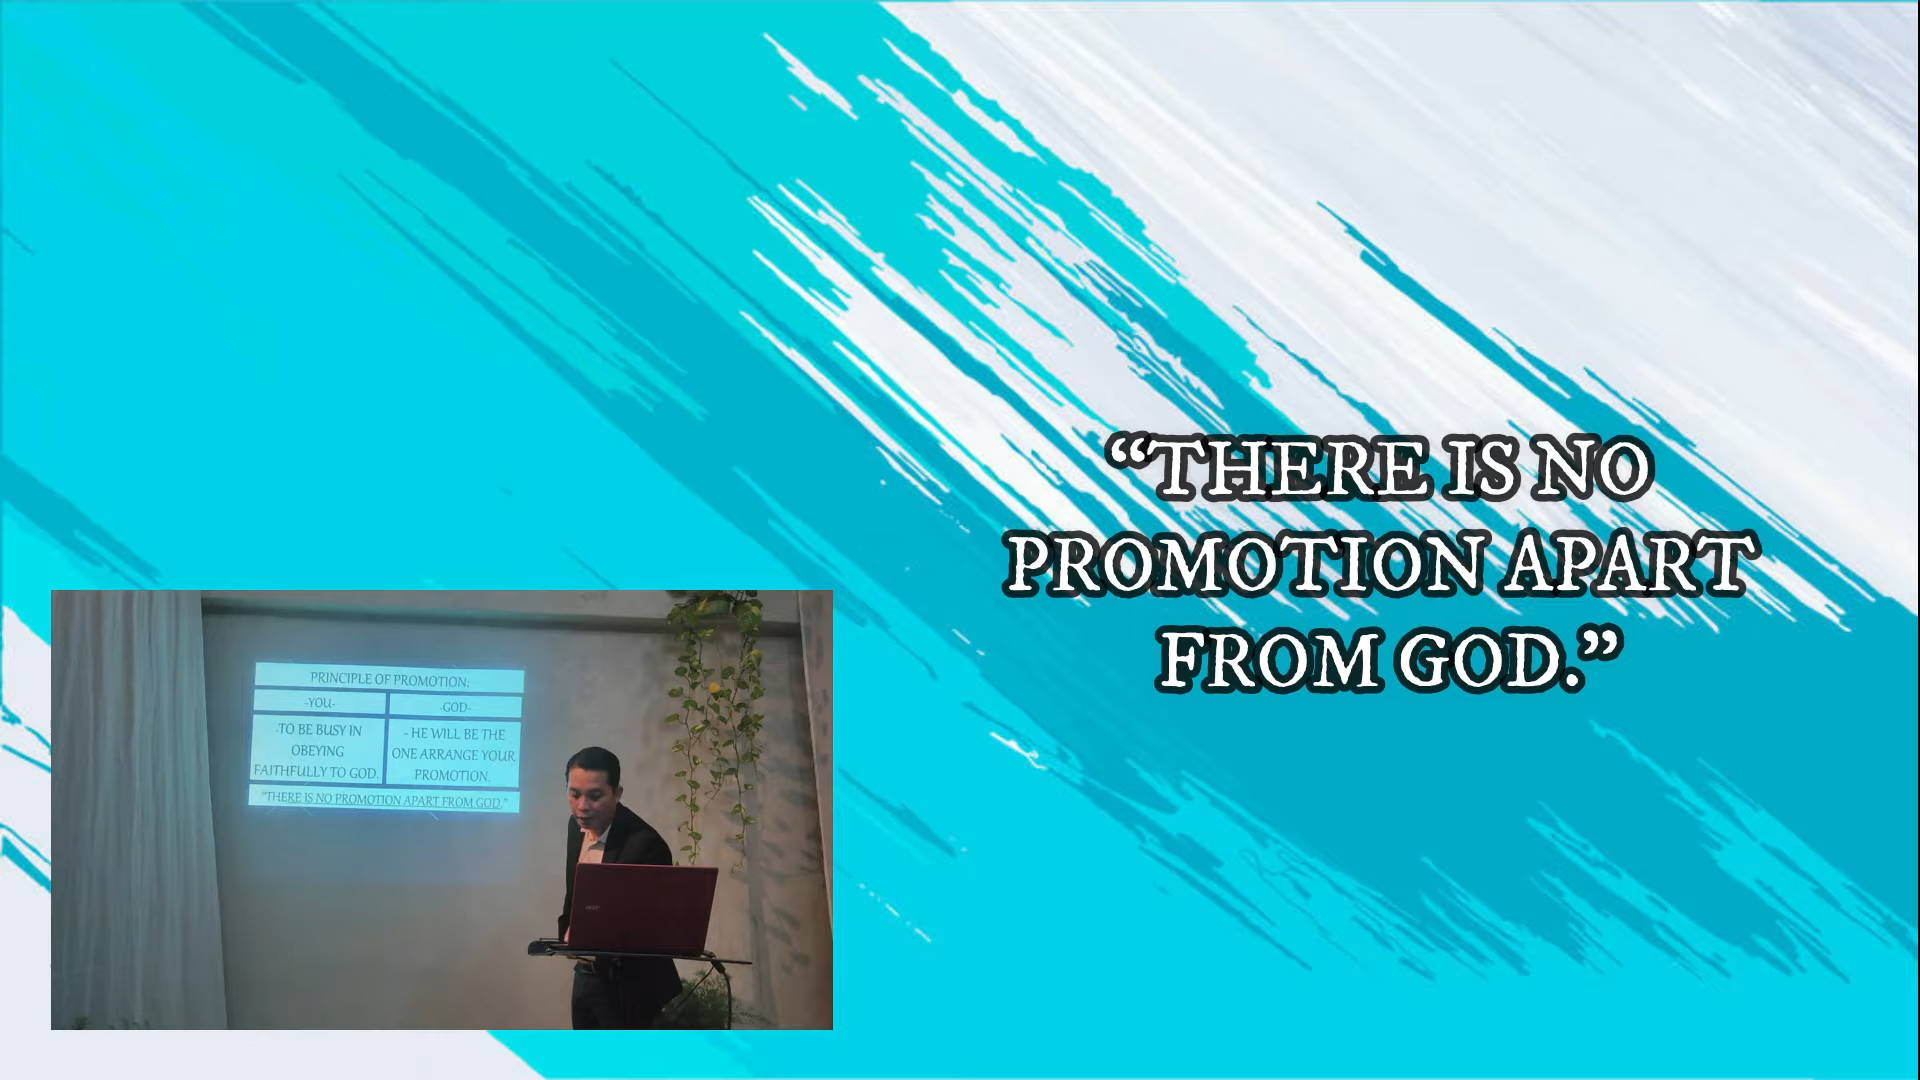 “THERE IS NO
PROMOTION APART
FROM GOD.”
PRINCIPLE OF PROMOTION:
-YOU-
-GOD-
-TO BE BUSY IN
OBEYING
FAITHFULLY TO GOD.
- HE WILL BE THE
ONE ARRANGE YOUR
PROMOTION.
“THERE IS NO PROMOTION APART FROM GOD.”
acer